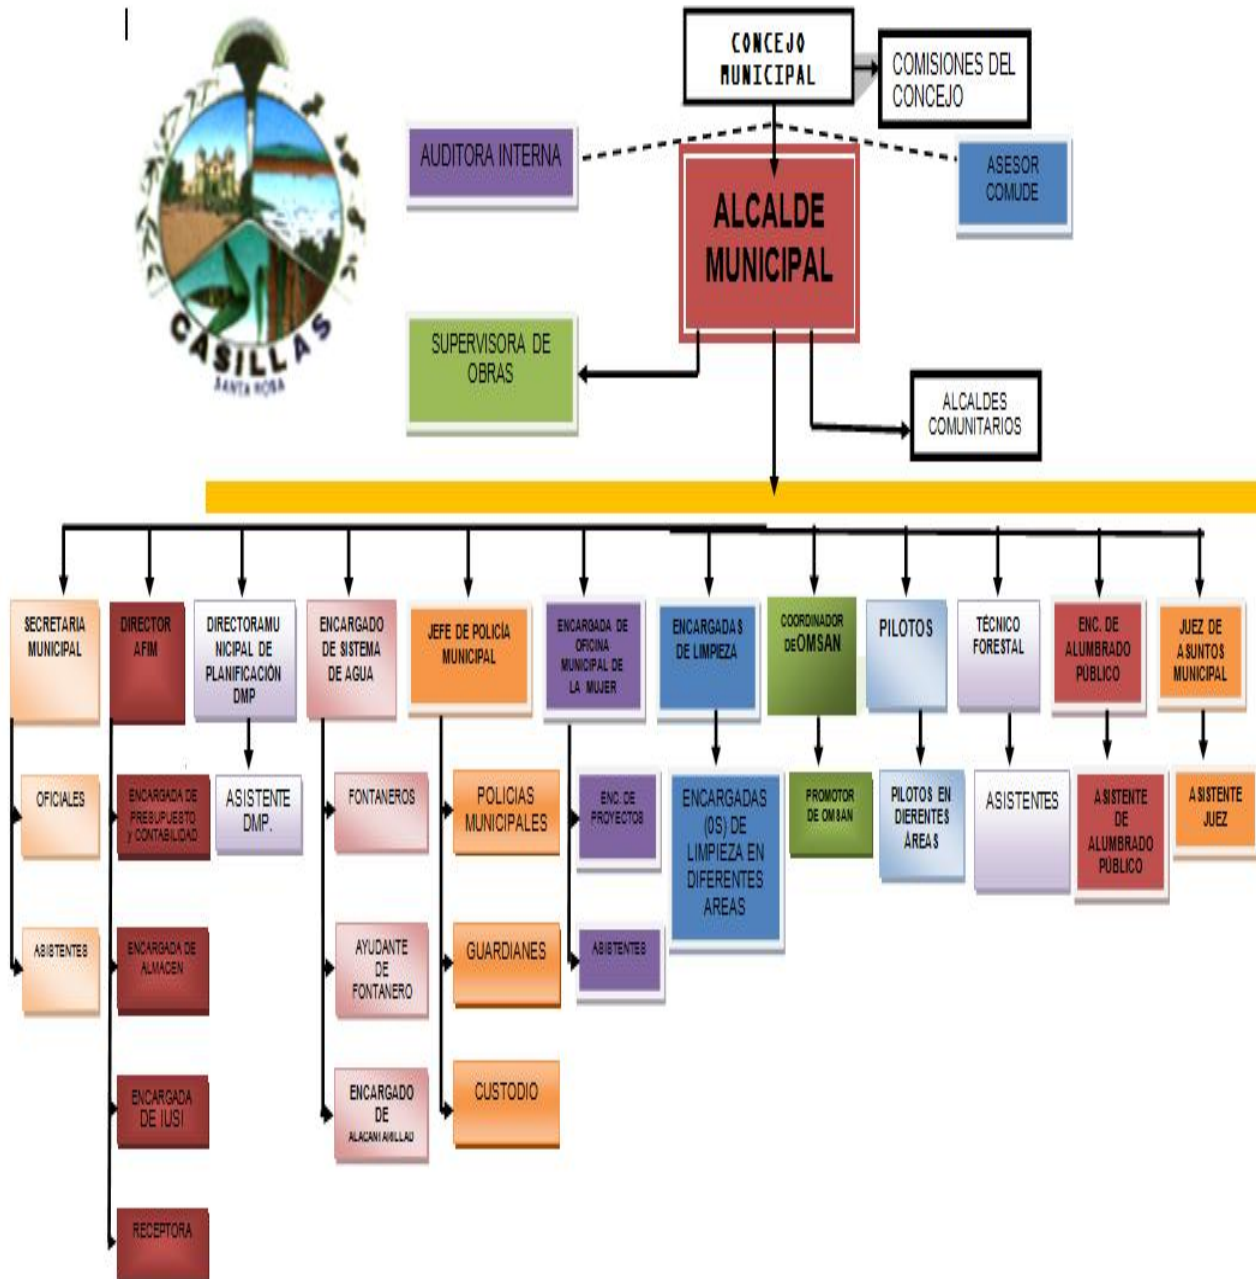 CONCEJO
MUNICIPAL
COMISIONES DEL
CONCEJO
AUDITORA INTERNA
ASESOR
COMUDE
ALCALDE
MUNICIPAL
CASILLAS
SANTA ROSA
SUPERVISORA DE
OBRAS
ALCALDES
COMUNITARIOS
SECRETARIA
MUNICIPAL
DIRECTOR
AFIM
DIRECTORAMU
NICIPAL DE
PLANIFICACIÓN
DMP
ENCARGADO
DE SISTEMA
DE AGUA
JEFE DE POLICÍA
MUNICIPAL
ENCARGADA DE
OFICINA
MUNICIPAL DE
LA MUJER
ENCARGADAS
DE LIMPIEZA
COORDINADOR
deOMSAN
PILOTOS
TÉCNICO
FORESTAL
ENC. DE
ALUMBRADO
PÚBLICO
JUEZ DE
ASUNTOS
MUNICIPAL
OFICIALES
ENCARGADA DE
PRESUPUESTO
y CONTABILIDAD
ASISTENTE
DMP.
FONTANEROS
POLICIAS
MUNICIPALES
ENC. DE
PROYECTOS
ENCARGADAS
(0S) DE
LIMPIEZA EN
DIFERENTES
AREAS
PROMOTOR
DE OMSAN
PILOTOS EN
DIERENTES
ÁREAS
ASISTENTES
ASISTENTE
DE
ALUMBRADO
PÚBLICO
ASISTENTE
JUEZ
ASISTENTES
ENCARGADA DE
ALMACEN
AYUDANTE
DE
FONTANERO
GUARDIANES
ASISTENTES
ENCARGADA
DE IUSI
ENCARGADO
DE
CUSTODIO
RECEPTORA